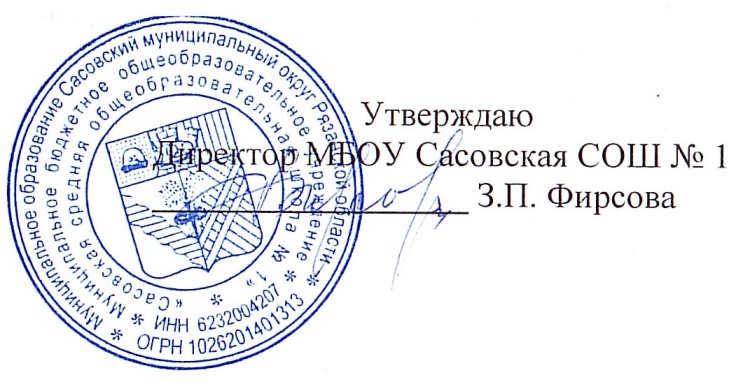 Утверждаю
Директор МБОУ Сасовская СОШ № 1
З.П. Фирсова
Муниципальное образование Сасовский муниципальный округ Рязанской области
* Муниципальное бюджетное общеобразовательное учреждение *
«Сасовская средняя общеобразовательная школа № 1»
* ИНН 6232004207 *
* ОГРН 1026201401313 *